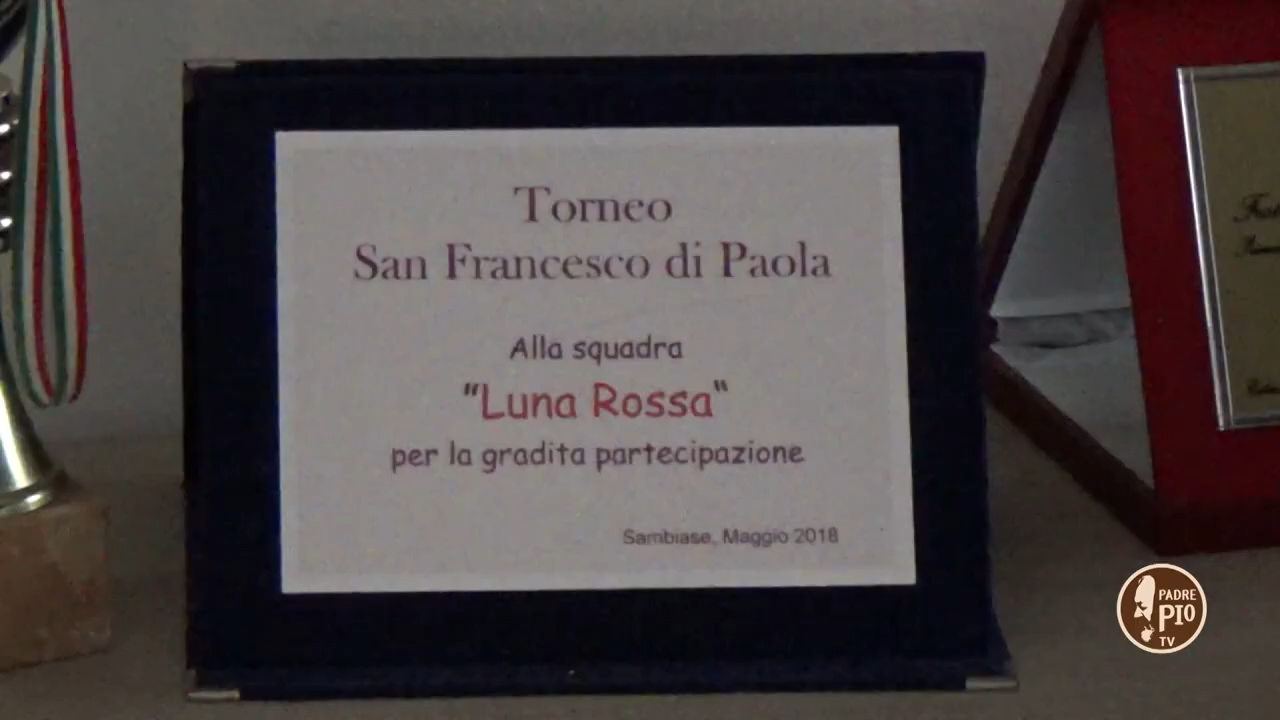 Torneo
San Francesco di Paola
Alla squadra
"Luna Rossa"
per la gradita partecipazione
Sambiase, Maggio 2018
PADRE
PIO
TV